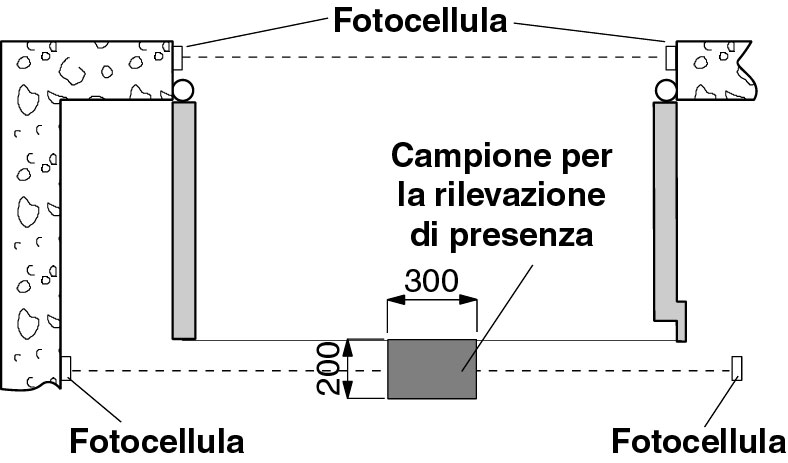 Fotocellula
Campione per
la rilevazione
di presenza
300
200
Fotocellula
Fotocellula